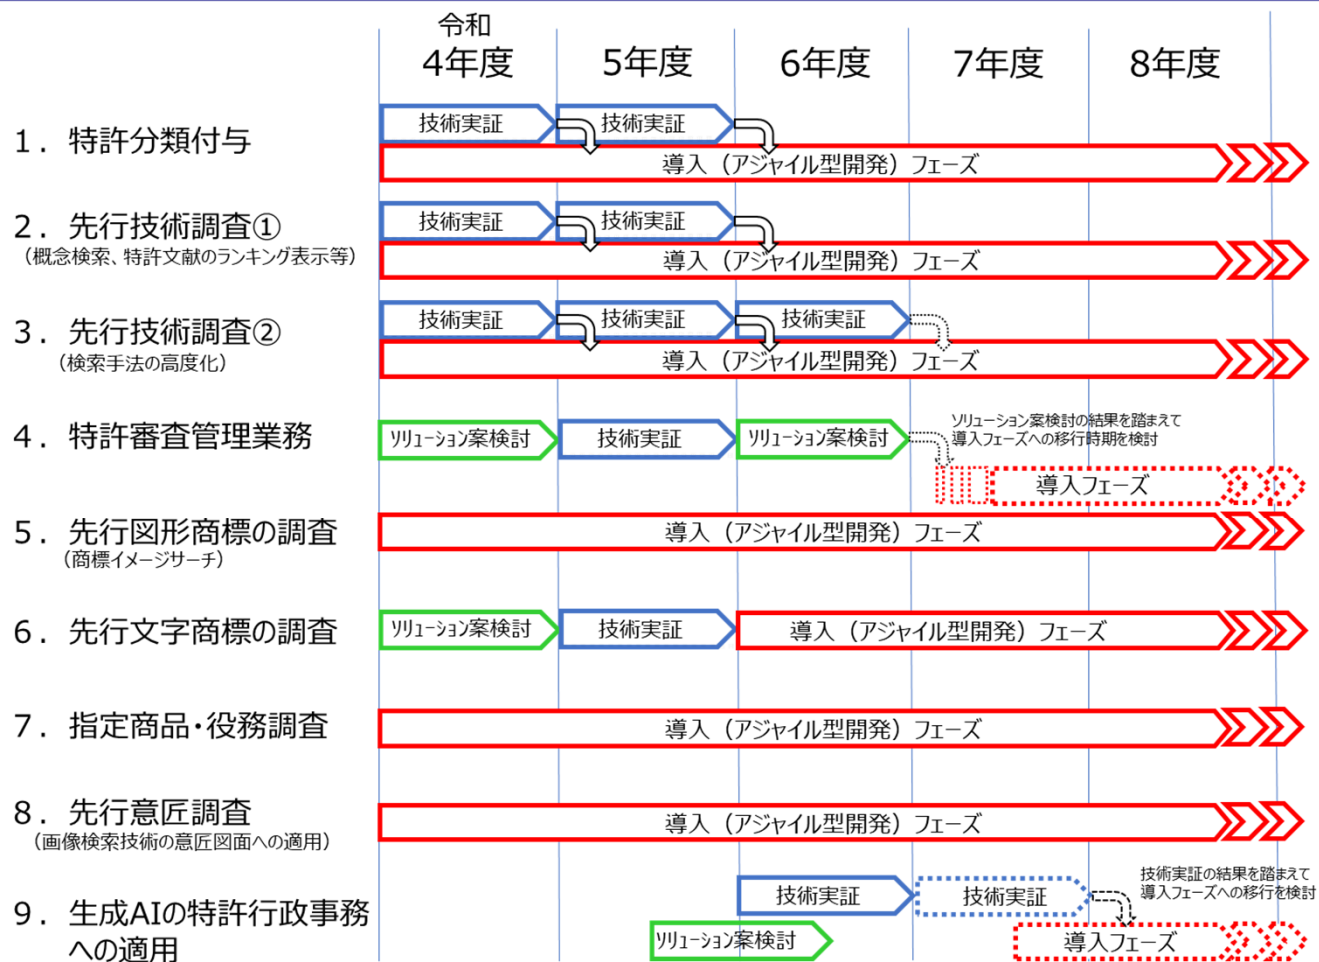 令和
4年度
5年度
6年度
7年度
8年度
1．特許分類付与
技術実証
技術実証
導入（アジャイル型開発）フェーズ
2．先行技術調査①
（概念検索、特許文献のランキング表示等）
技術実証
技術実証
導入（アジャイル型開発）フェーズ
3．先行技術調査②
（検索手法の高度化）
技術実証
技術実証
技術実証
導入（アジャイル型開発）フェーズ
4．特許審査管理業務
ソリューション案検討
技術実証
ソリューション案検討
ソリューション案検討の結果を踏まえて
導入フェーズへの移行時期を検討
導入フェーズ
5．先行図形商標の調査
（商標イメージサーチ）
導入（アジャイル型開発）フェーズ
6．先行文字商標の調査
ソリューション案検討
技術実証
導入（アジャイル型開発）フェーズ
7．指定商品・役務調査
導入（アジャイル型開発）フェーズ
8．先行意匠調査
（画像検索技術の意匠図面への適用）
導入（アジャイル型開発）フェーズ
9．生成AIの特許行政事務
への適用
技術実証
技術実証
技術実証の結果を踏まえて
導入フェーズへの移行を検討
ソリューション案検討
導入フェーズ